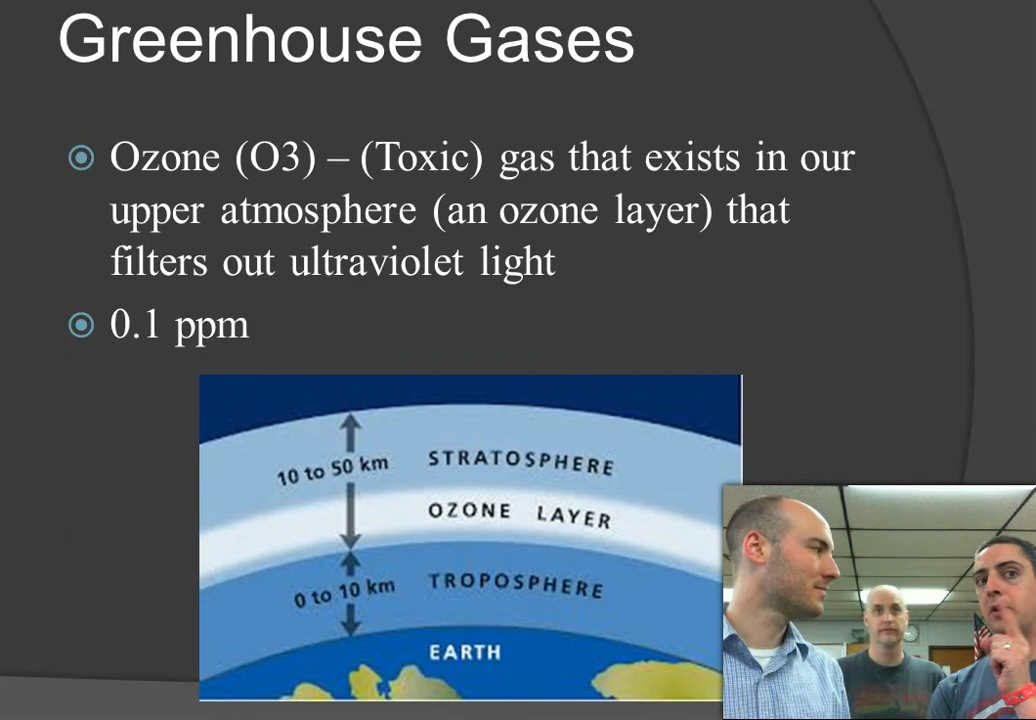 Greenhouse Gases
Ozone (O3) – (Toxic) gas that exists in our
upper atmosphere (an ozone layer) that
filters out ultraviolet light
0.1 ppm
10 to 50 km
STRATOSPHERE
OZONE LAYER
0 to 10 km
TROPOSPHERE
EARTH